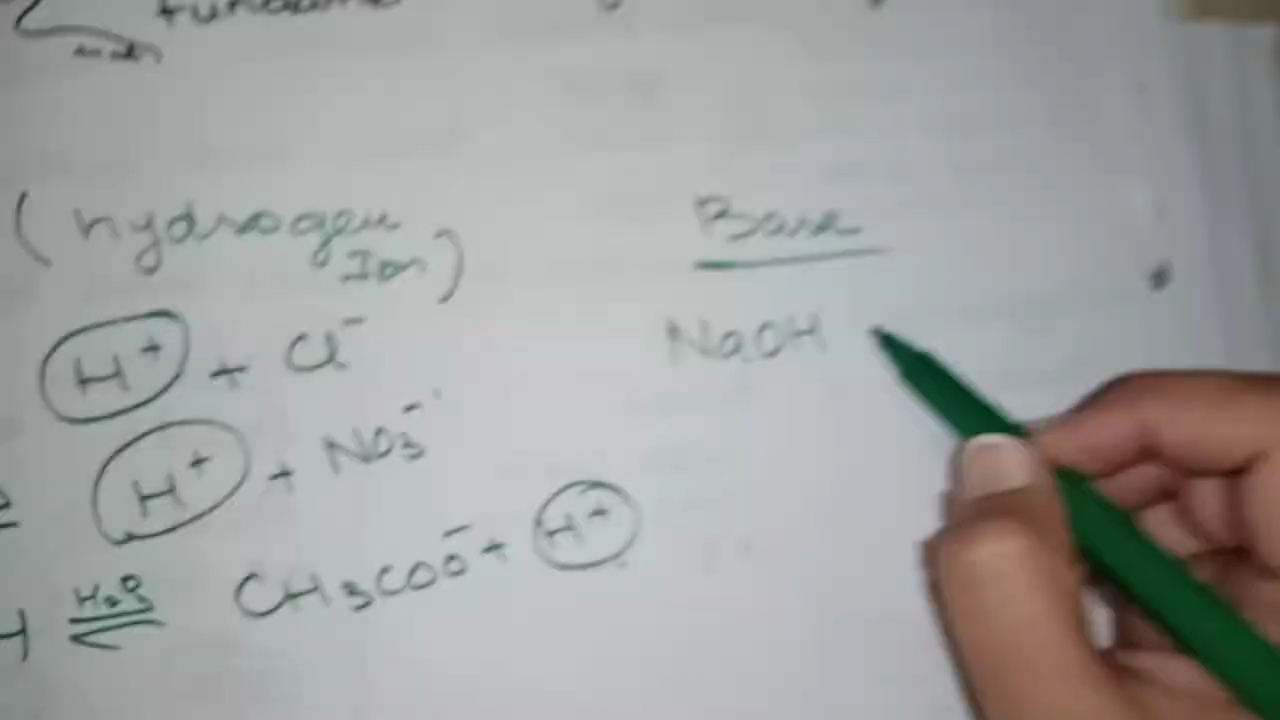 (hydrogen
Ion)
H⁺ + Cl⁻
H⁺ + NO₃⁻
H₂O
CH₃COO⁻ + H⁺
Base
NaOH